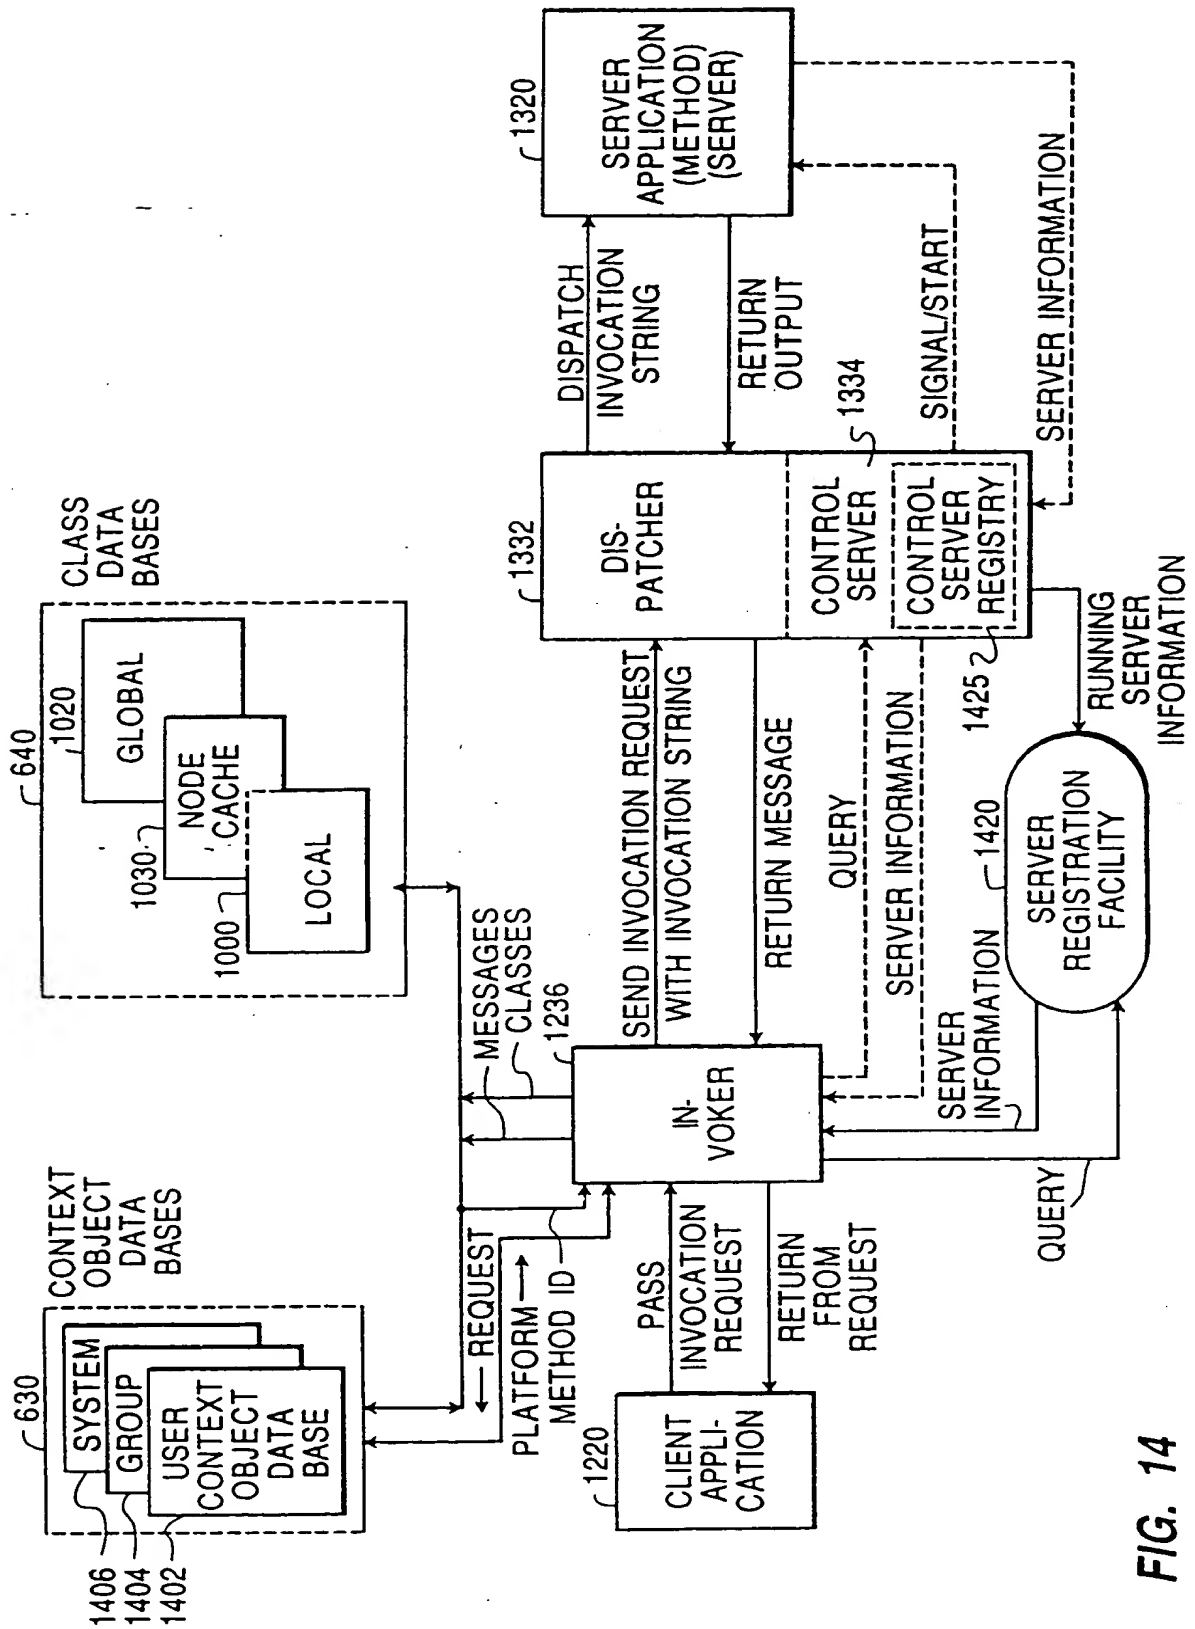 630
SYSTEM
GROUP
USER
CONTEXT
OBJECT
DATA
BASE
1406
1404
1402
CONTEXT
OBJECT
DATA
BASES
640
1020
GLOBAL
1030
NODE
CACHE
1000
LOCAL
CLASS
DATA
BASES
MESSAGES
CLASSES
REQUEST
PLATFORM
METHOD ID
1220
CLIENT
APPLI-
CATION
PASS
INVOCATION
REQUEST
RETURN
FROM
REQUEST
1236
IN-
VOKER
SEND INVOCATION REQUEST
WITH INVOCATION STRING
RETURN MESSAGE
QUERY
SERVER INFORMATION
1332
DIS-
PATCHER
CONTROL
SERVER
1334
CONTROL
SERVER
REGISTRY
1425
DISPATCH
INVOCATION
STRING
RETURN
OUTPUT
SIGNAL/START
SERVER INFORMATION
1320
SERVER
APPLICATION
(METHOD)
(SERVER)
QUERY
SERVER
INFORMATION
1420
SERVER
REGISTRATION
FACILITY
RUNNING
SERVER
INFORMATION
FIG. 14